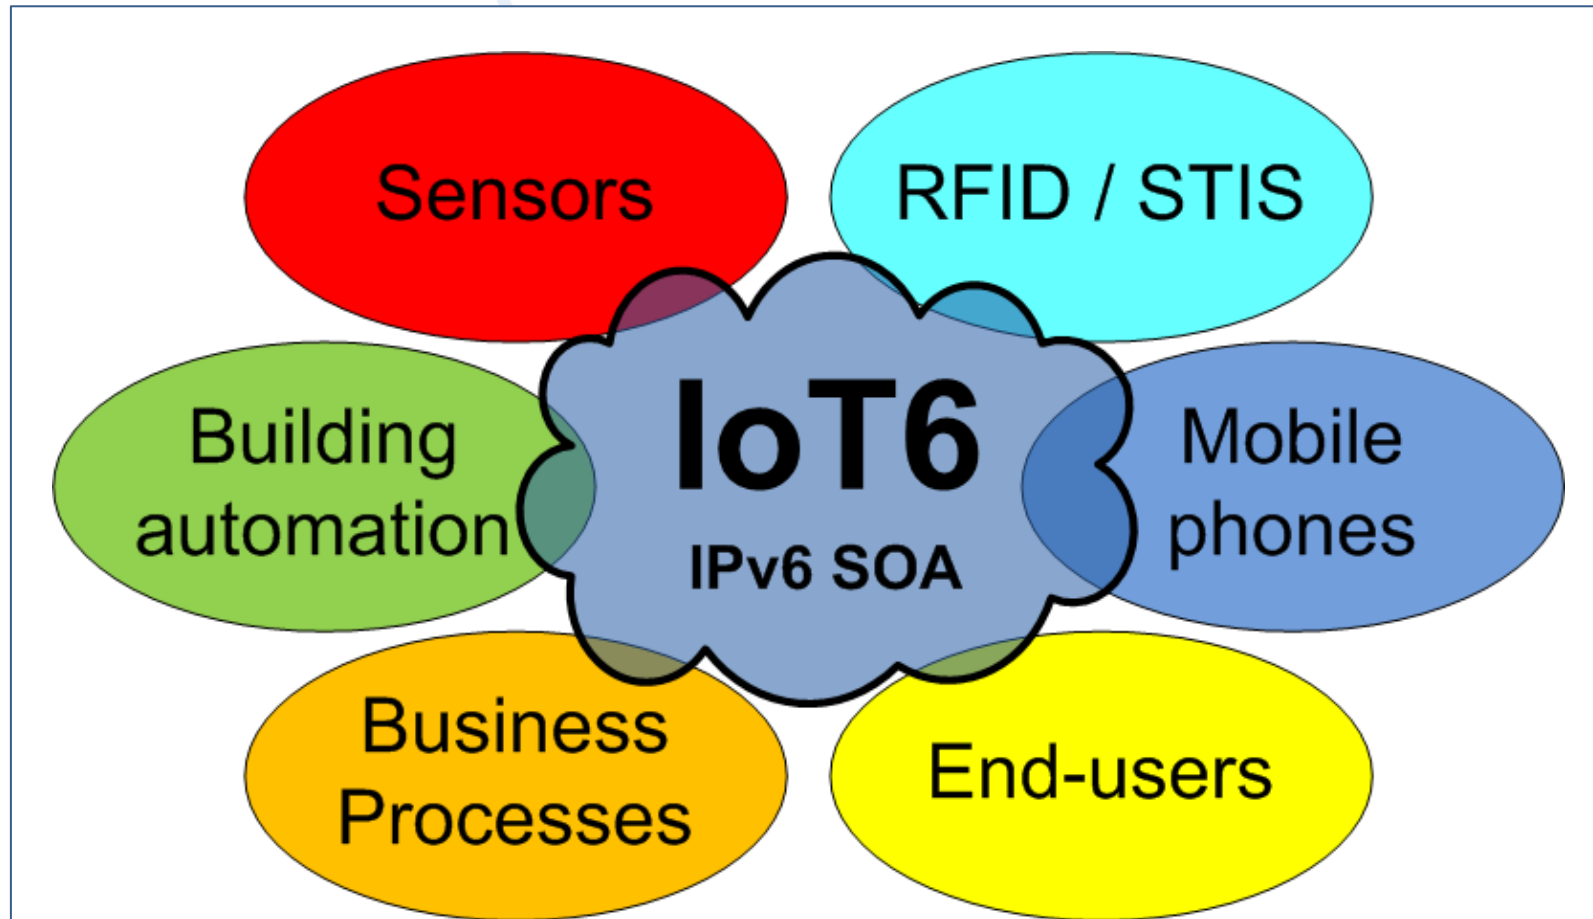 Sensors
RFID / STIS
Building
automation
IoT6
IPv6 SOA
Mobile
phones
Business
Processes
End-users